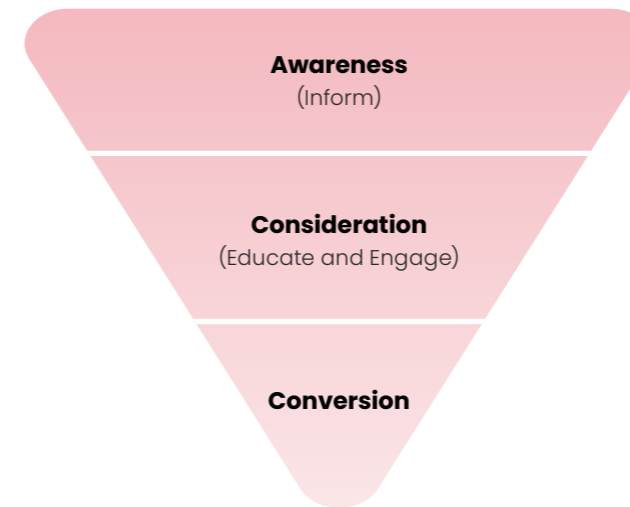 Awareness
(Inform)
Consideration
(Educate and Engage)
Conversion